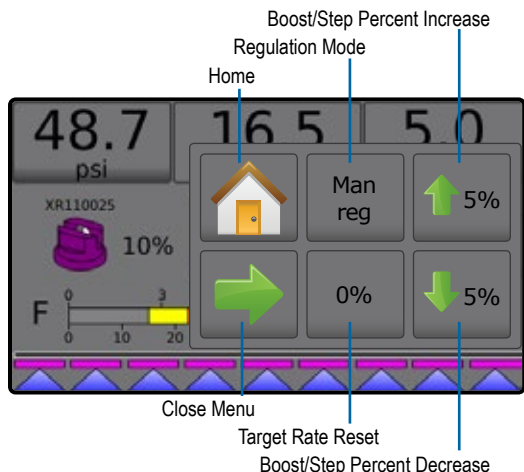 Boost/Step Percent Increase
Regulation Mode
Home
48.7
16.5
5.0
psi
XR110025
10%
Man
reg
5%
F
0
3
0
10
20
0%
5%
Close Menu
Target Rate Reset
Boost/Step Percent Decrease